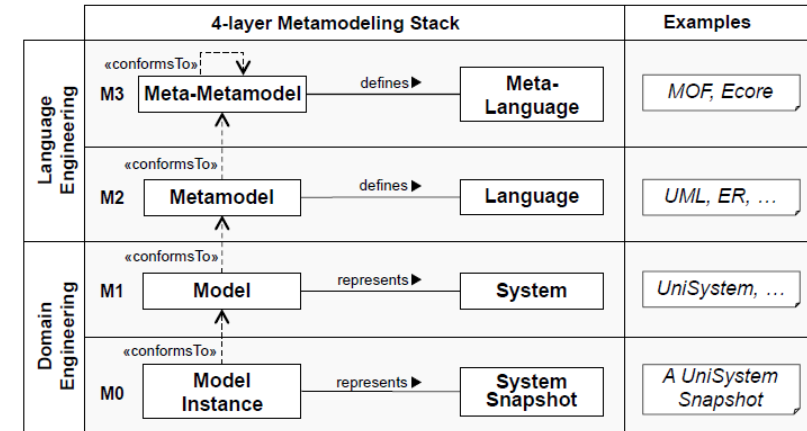 4-layer Metamodeling Stack
Examples
Language
Engineering
«conformsTo»
M3
Meta-Metamodel
defines▶
Meta-
Language
MOF, Ecore
«conformsTo»
M2
Metamodel
defines▶
Language
UML, ER, …
Domain
Engineering
«conformsTo»
M1
Model
represents▶
System
UniSystem, …
«conformsTo»
M0
Model
Instance
represents▶
System
Snapshot
A UniSystem
Snapshot